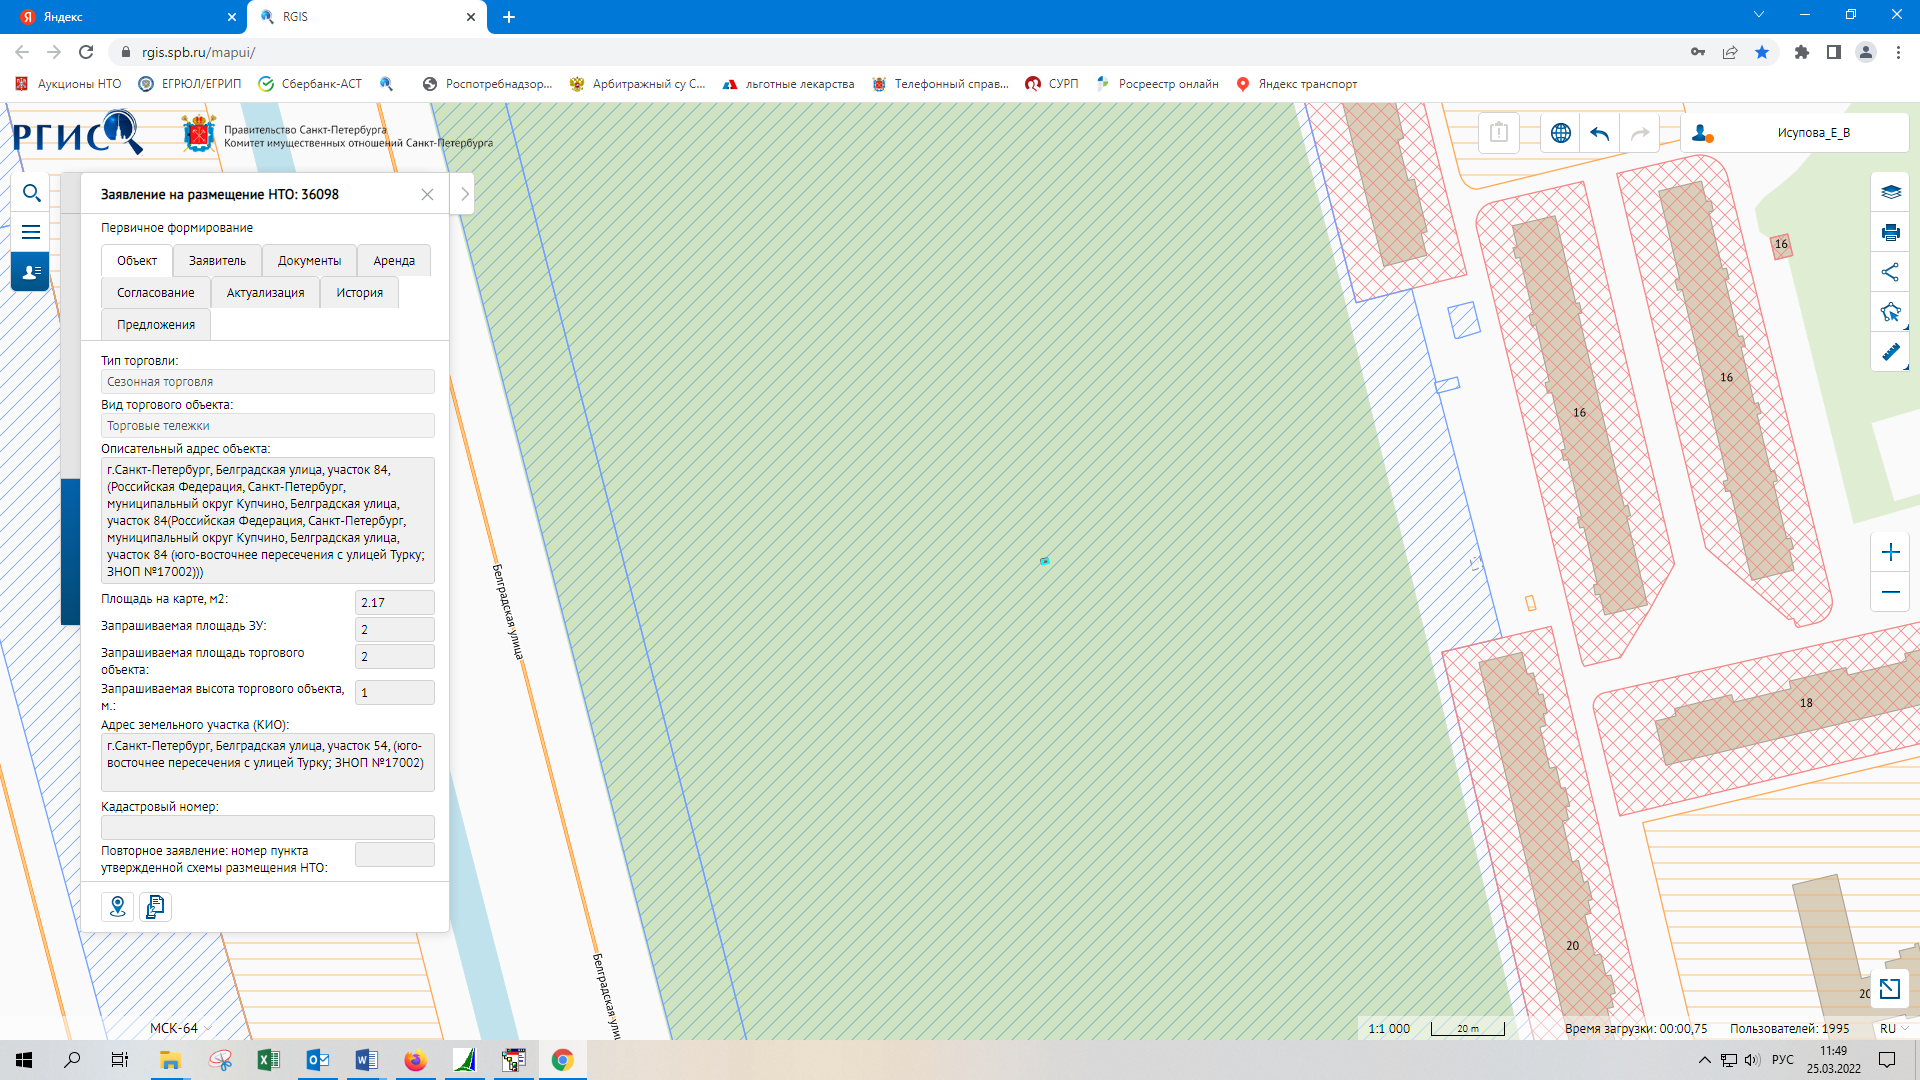 Яндекс
RGIS
rgis.spb.ru/mapui/
Аукционы НТО
ЕГРЮЛ/ЕГРИП
Сбербанк-АСТ
Роспотребнадзор...
Арбитражный су С...
льготные лекарства
Телефонный справ...
СУРП
Росреестр онлайн
Яндекс транспорт
РГИС
Правительство Санкт-Петербурга
Комитет имущественных отношений Санкт-Петербурга
Исупова_Е_В
Заявление на размещение НТО: 36098
Первичное формирование
Объект
Заявитель
Документы
Аренда
Согласование
Актуализация
История
Предложения
Тип торговли:
Сезонная торговля
Вид торгового объекта:
Торговые тележки
Описательный адрес объекта:
г.Санкт-Петербург, Белградская улица, участок 84,
(Российская Федерация, Санкт-Петербург,
муниципальный округ Купчино, Белградская улица,
участок 84(Российская Федерация, Санкт-Петербург,
муниципальный округ Купчино, Белградская улица,
участок 84 (юго-восточнее пересечения с улицей Турку;
ЗНОП №17002)))
Площадь на карте, м2:
2.17
Запрашиваемая площадь ЗУ:
2
Запрашиваемая площадь торгового
объекта:
2
Запрашиваемая высота торгового объекта,
м.:
1
Адрес земельного участка (КИО):
г.Санкт-Петербург, Белградская улица, участок 54, (юго-
восточнее пересечения с улицей Турку; ЗНОП №17002)
Кадастровый номер:
Повторное заявление: номер пункта
утвержденной схемы размещения НТО:
Белградская улица
Белградская ули
16
16
16
18
20
20
МСК-64
1:1 000
20 m
Время загрузки: 00:00,75
Пользователей: 1995
RU
РУС
11:49
25.03.2022